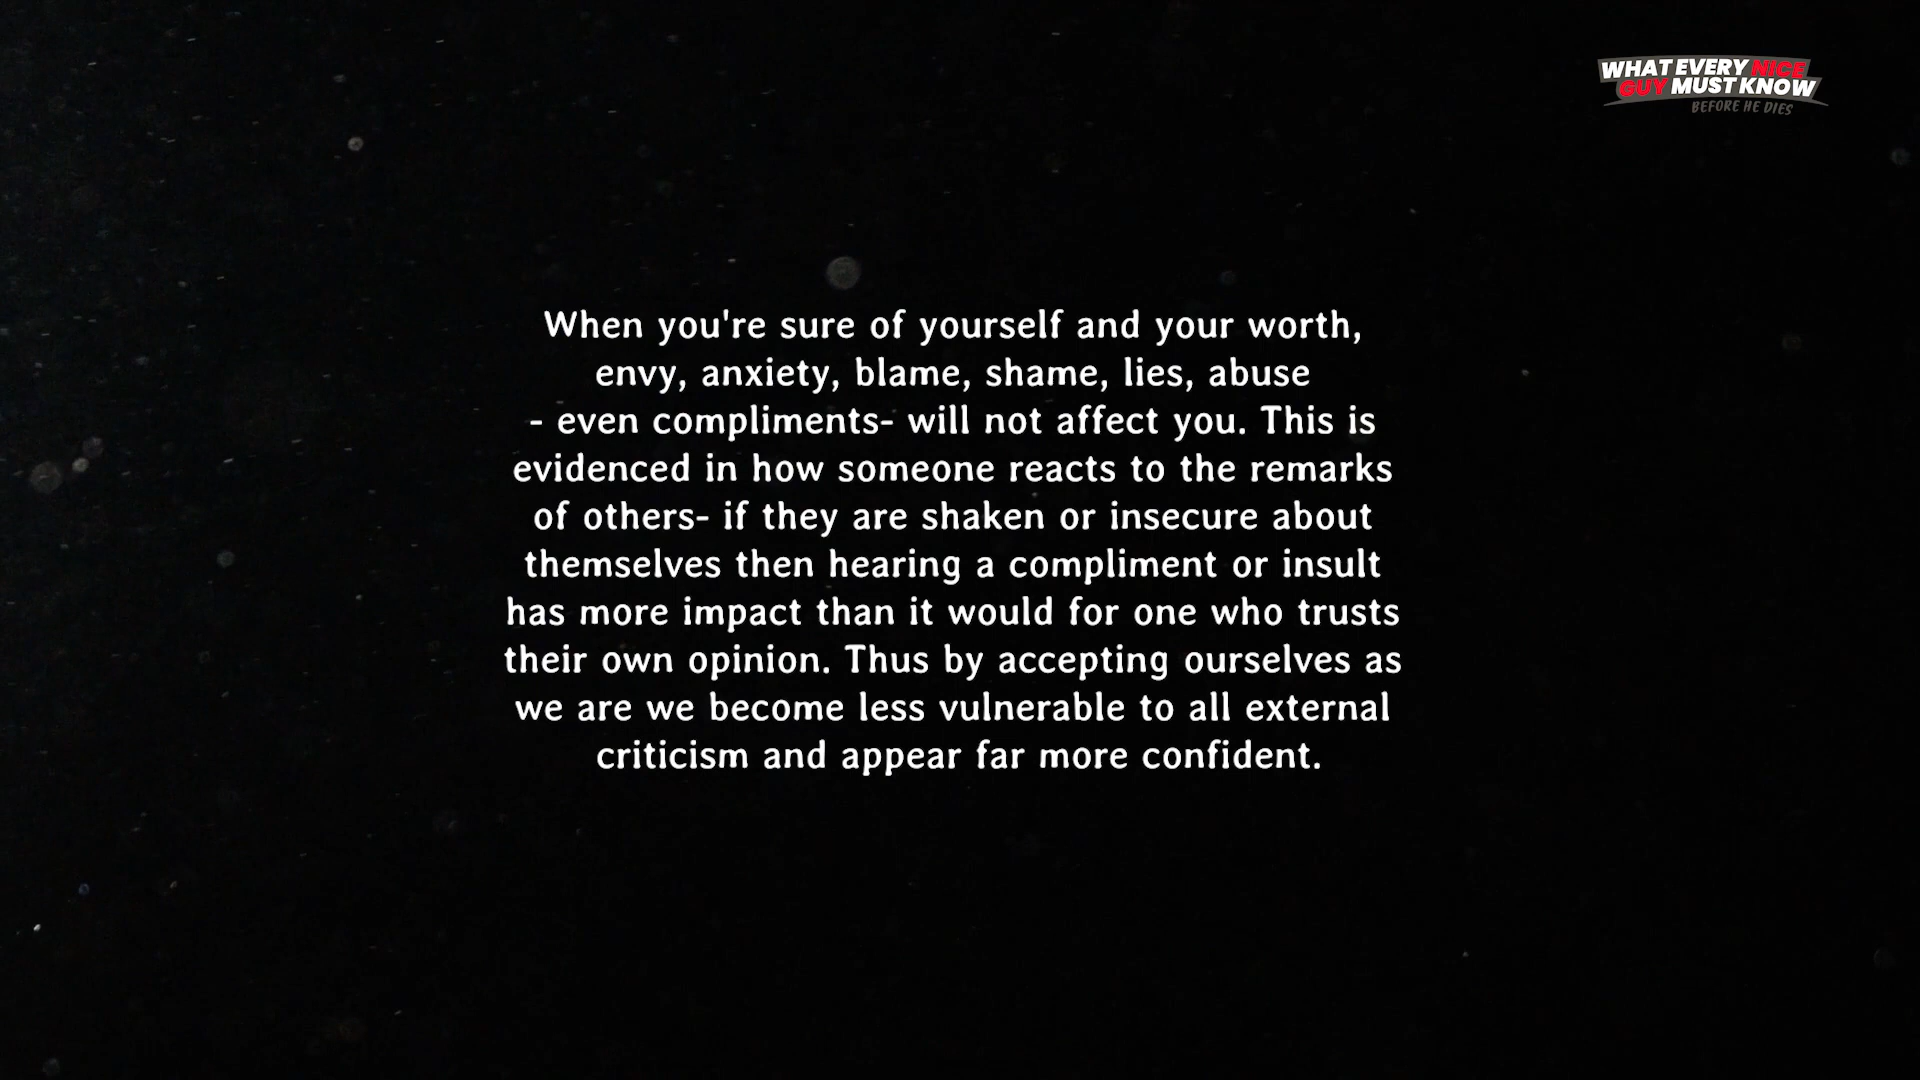 WHAT EVERY NICE
GUY MUST KNOW
BEFORE HE DIES
When you're sure of yourself and your worth,
envy, anxiety, blame, shame, lies, abuse
- even compliments- will not affect you. This is
evidenced in how someone reacts to the remarks
of others- if they are shaken or insecure about
themselves then hearing a compliment or insult
has more impact than it would for one who trusts
their own opinion. Thus by accepting ourselves as
we are we become less vulnerable to all external
criticism and appear far more confident.